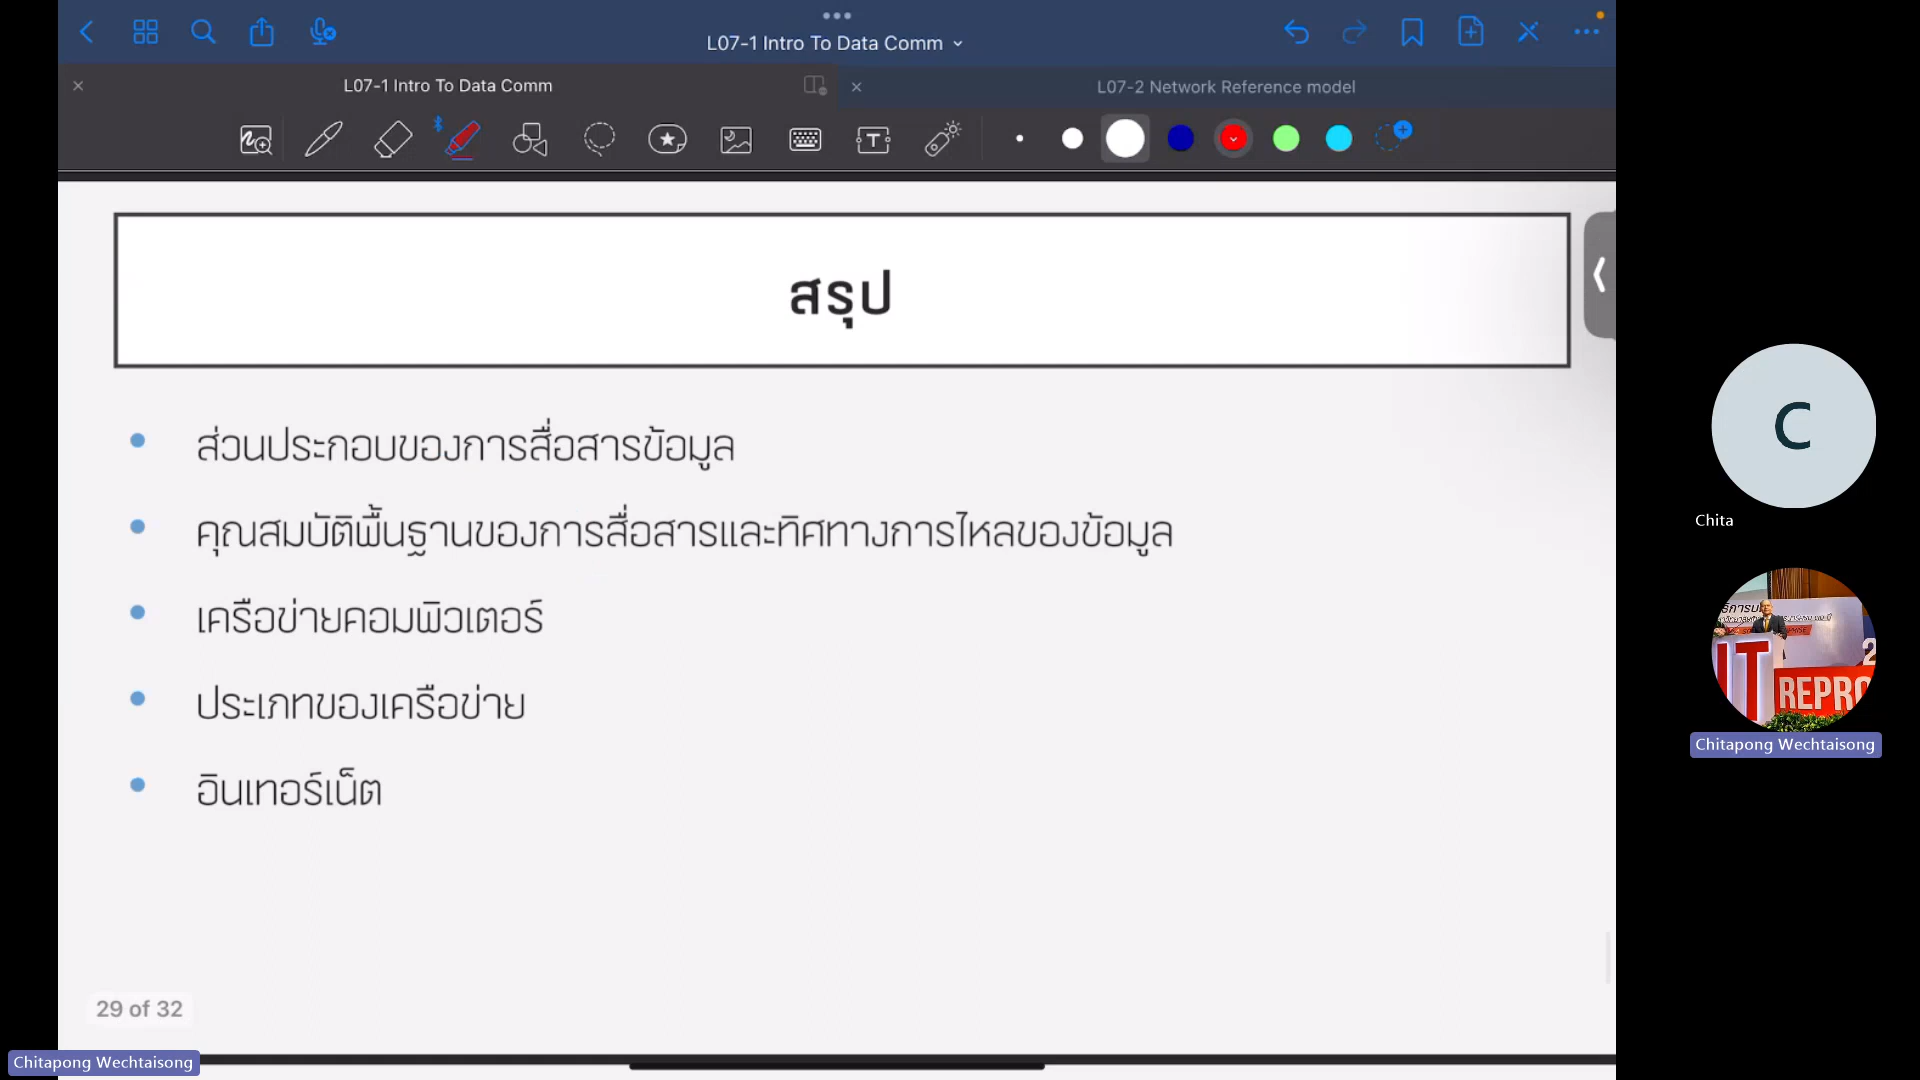 L07-1 Intro To Data Comm
L07-1 Intro To Data Comm
L07-2 Network Reference model
สรุป
• ส่วนประกอบของการสื่อสารข้อมูล
• คุณสมบัติพื้นฐานของการสื่อสารและทิศทางการไหลของข้อมูล
• เครือข่ายคอมพิวเตอร์
• ประเภทของเครือข่าย
• อินเทอร์เน็ต
29 of 32
Chitapong Wechtaisong
C
Chita
IT
REPRO
Chitapong Wechtaisong